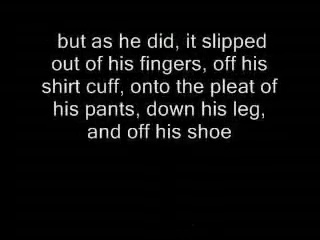 but as he did, it slipped
out of his fingers, off his
shirt cuff, onto the pleat of
his pants, down his leg,
and off his shoe